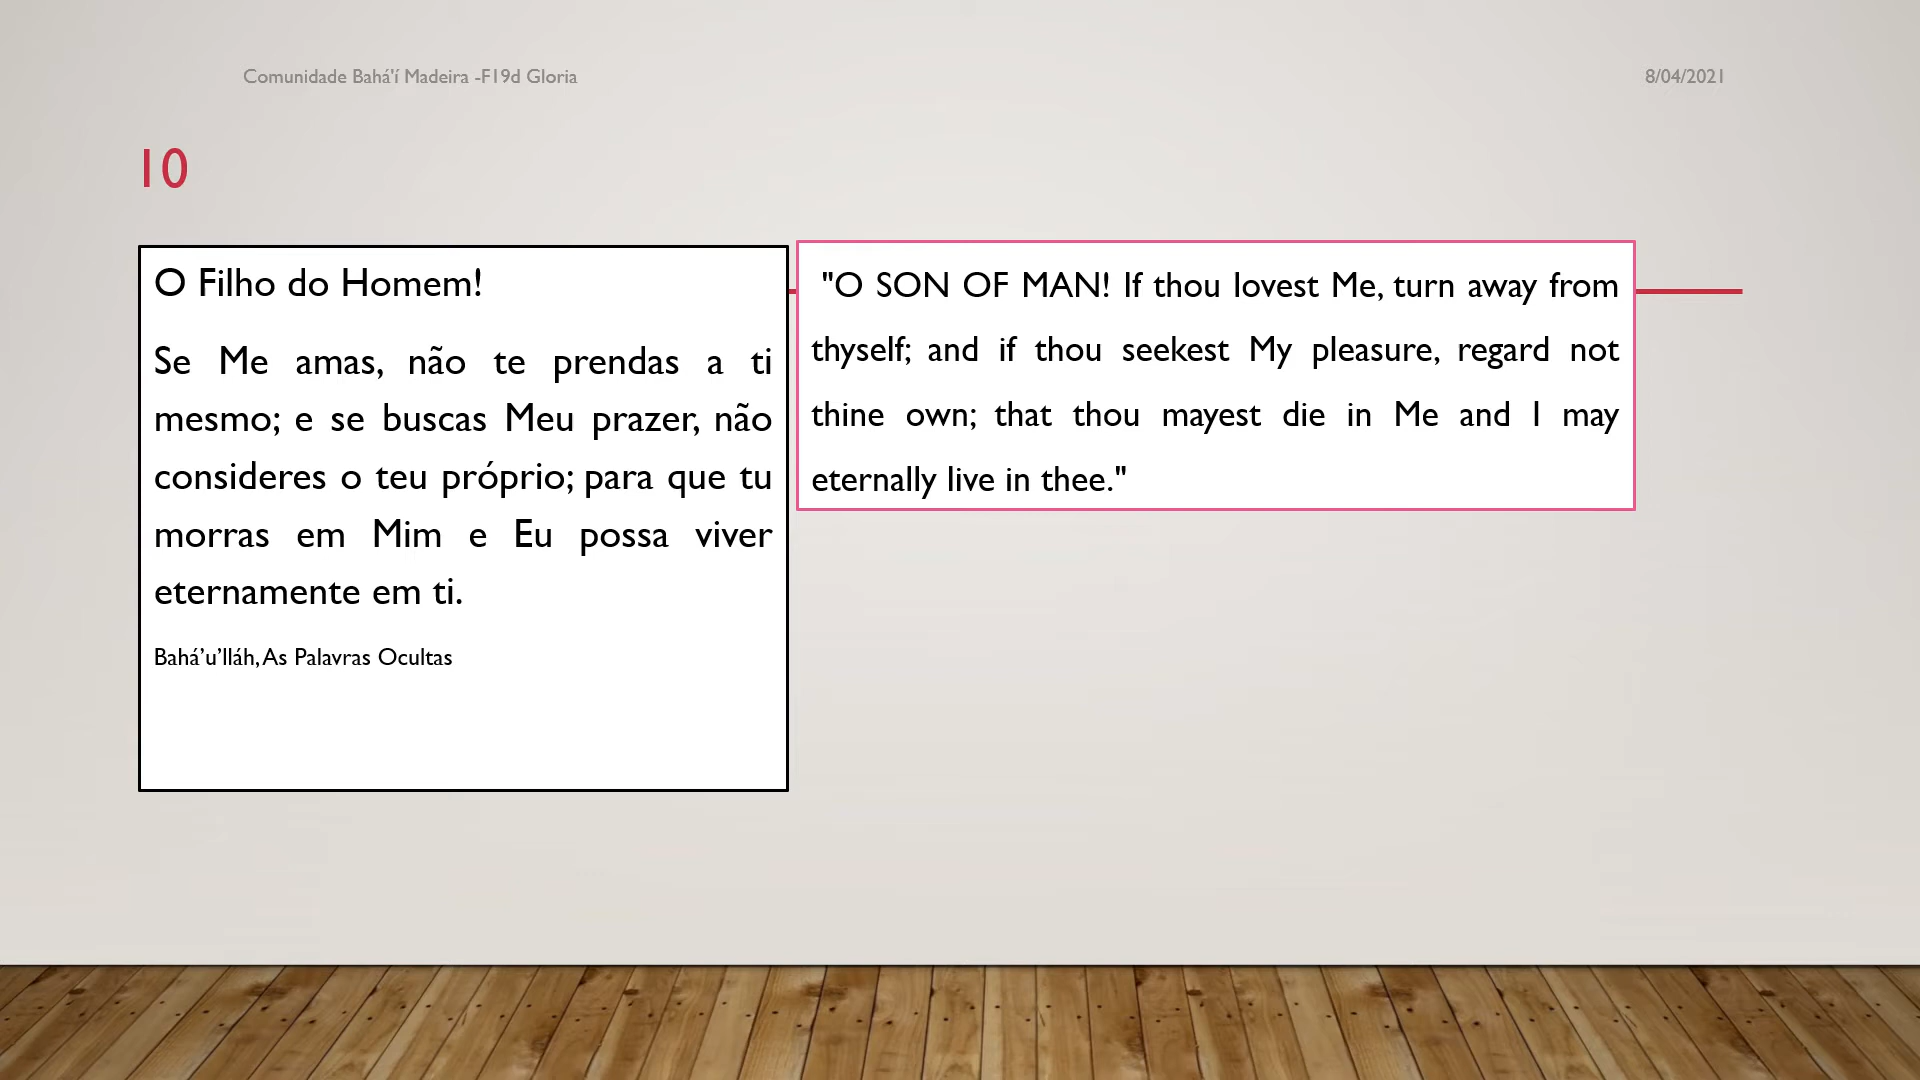 Comunidade Bahá'í Madeira -F19d Gloria
8/04/2021
10
O Filho do Homem!
Se Me amas, não te prendas a ti
mesmo; e se buscas Meu prazer, não
consideres o teu próprio; para que tu
morras em Mim e Eu possa viver
eternamente em ti.
Bahá’u’lláh, As Palavras Ocultas
"O SON OF MAN! If thou lovest Me, turn away from
thyself; and if thou seekest My pleasure, regard not
thine own; that thou mayest die in Me and I may
eternally live in thee."